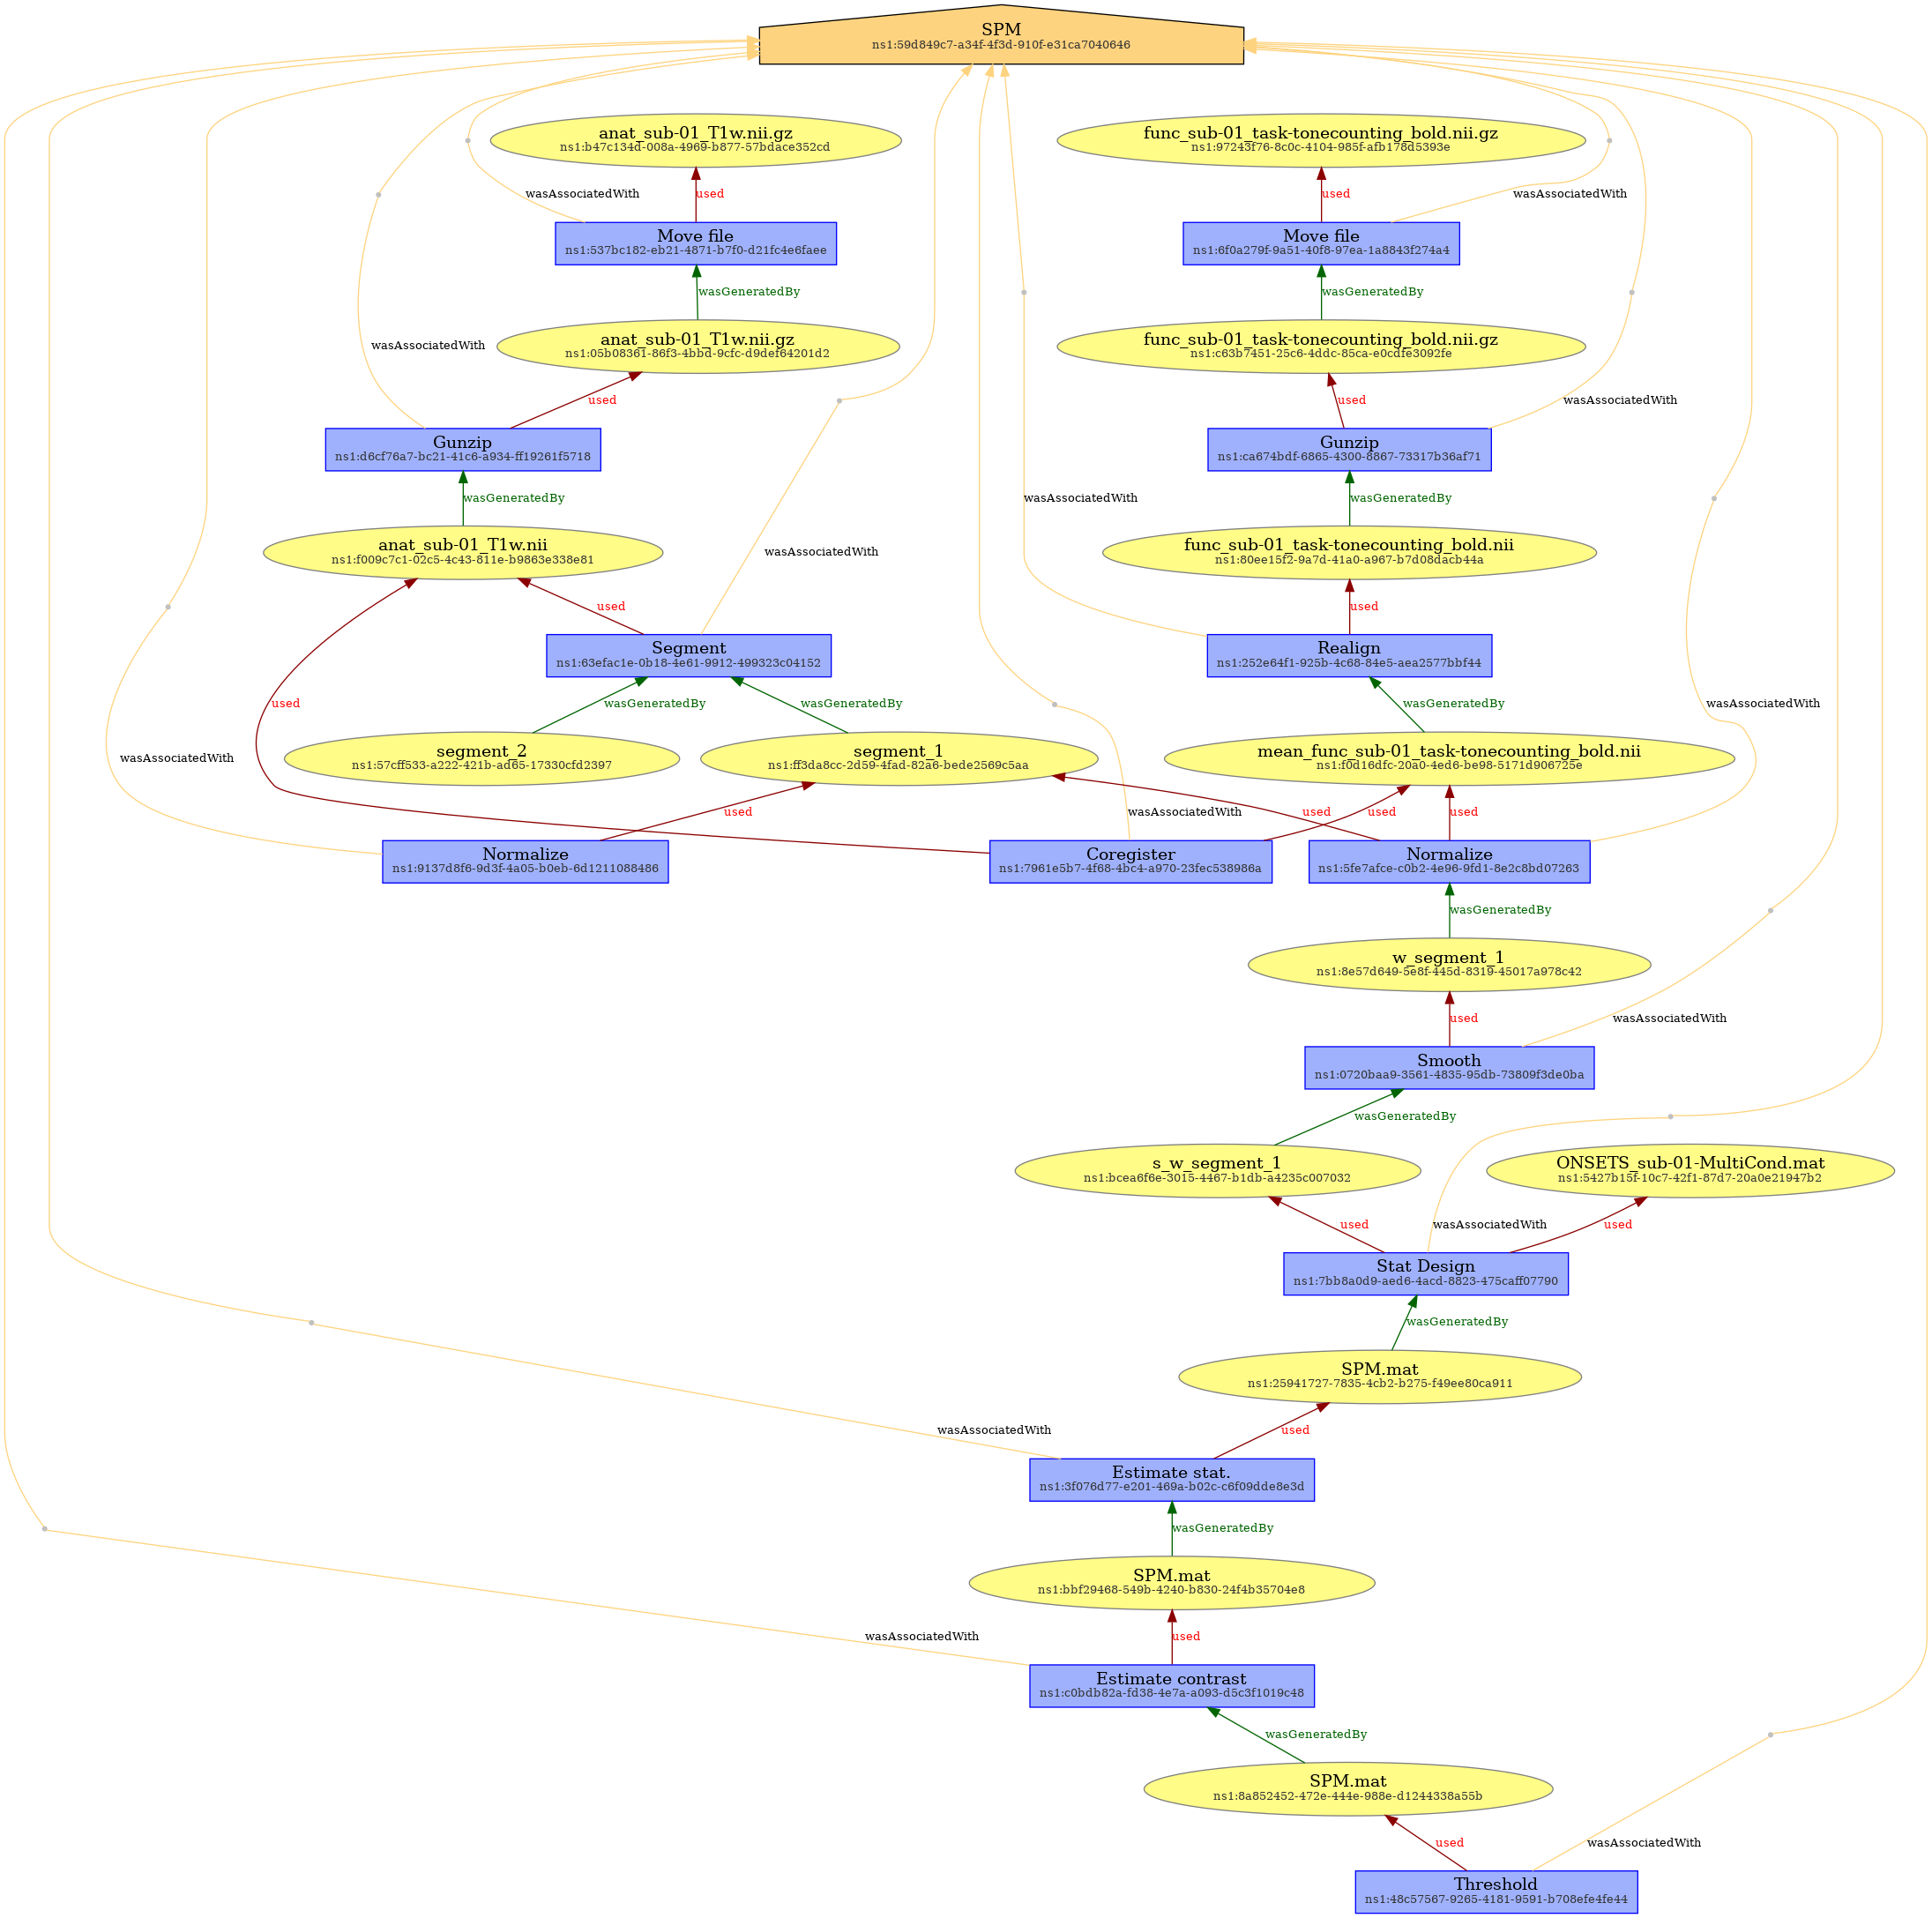 SPM
ns1:59d849c7-a34f-4f3d-910f-e31ca7040646
anat_sub-01_T1w.nii.gz
ns1:b47c134d-008a-4969-b877-57bdace352cd
func_sub-01_task-tonecounting_bold.nii.gz
ns1:97243f76-8c0c-4104-985f-afb178d5393e
wasAssociatedWith
used
used
wasAssociatedWith
Move file
ns1:537bc182-eb21-4871-b7f0-d21fc4e6faee
Move file
ns1:6f0a279f-9a51-40f8-97ea-1a8843f274a4
wasGeneratedBy
wasGeneratedBy
wasAssociatedWith
anat_sub-01_T1w.nii.gz
ns1:05b08361-86f3-4bbd-9cfc-d9def64201d2
func_sub-01_task-tonecounting_bold.nii.gz
ns1:c63b7451-25c6-4ddc-85ca-e0cdfe3092fe
used
used
wasAssociatedWith
Gunzip
ns1:d6cf76a7-bc21-41c6-a934-ff19261f5718
Gunzip
ns1:ca674bdf-6865-4300-8867-73317b36af71
wasGeneratedBy
wasAssociatedWith
wasGeneratedBy
anat_sub-01_T1w.nii
ns1:f009c7c1-02c5-4c43-811e-b9863e338e81
wasAssociatedWith
func_sub-01_task-tonecounting_bold.nii
ns1:80ee15f2-9a7d-41a0-a967-b7d08dacb44a
used
used
Segment
ns1:63efac1e-0b18-4e61-9912-499323c04152
Realign
ns1:252e64f1-925b-4c68-84e5-aea2577bbf44
used
wasGeneratedBy
wasGeneratedBy
wasGeneratedBy
wasAssociatedWith
wasAssociatedWith
segment_2
ns1:57cff533-a222-421b-ad65-17330cfd2397
segment_1
ns1:ff3da8cc-2d59-4fad-82a6-bede2569c5aa
mean_func_sub-01_task-tonecounting_bold.nii
ns1:f0d16dfc-20a0-4ed6-be98-5171d906725e
used
wasAssociatedWith
used
used
used
Normalize
ns1:9137d8f6-9d3f-4a05-b0eb-6d1211088486
Coregister
ns1:7961e5b7-4f68-4bc4-a970-23fec538986a
Normalize
ns1:5fe7afce-c0b2-4e96-9fd1-8e2c8bd07263
wasGeneratedBy
w_segment_1
ns1:8e57d649-5e8f-445d-8319-45017a978c42
used
wasAssociatedWith
Smooth
ns1:0720baa9-3561-4835-95db-73809f3de0ba
wasGeneratedBy
s_w_segment_1
ns1:bcea6f6e-3015-4467-b1db-a4235c007032
ONSETS_sub-01-MultiCond.mat
ns1:5427b15f-10c7-42f1-87d7-20a0e21947b2
used
wasAssociatedWith
used
Stat Design
ns1:7bb8a0d9-aed6-4acd-8823-475caff07790
wasGeneratedBy
SPM.mat
ns1:25941727-7835-4cb2-b275-f49ee80ca911
wasAssociatedWith
used
Estimate stat.
ns1:3f076d77-e201-469a-b02c-c6f09dde8e3d
wasGeneratedBy
SPM.mat
ns1:bbf29468-549b-4240-b830-24f4b35704e8
wasAssociatedWith
used
Estimate contrast
ns1:c0bdb82a-fd38-4e7a-a093-d5c3f1019c48
wasGeneratedBy
SPM.mat
ns1:8a852452-472e-444e-988e-d1244338a55b
used
wasAssociatedWith
Threshold
ns1:48c57567-9265-4181-9591-b708efe4fe44